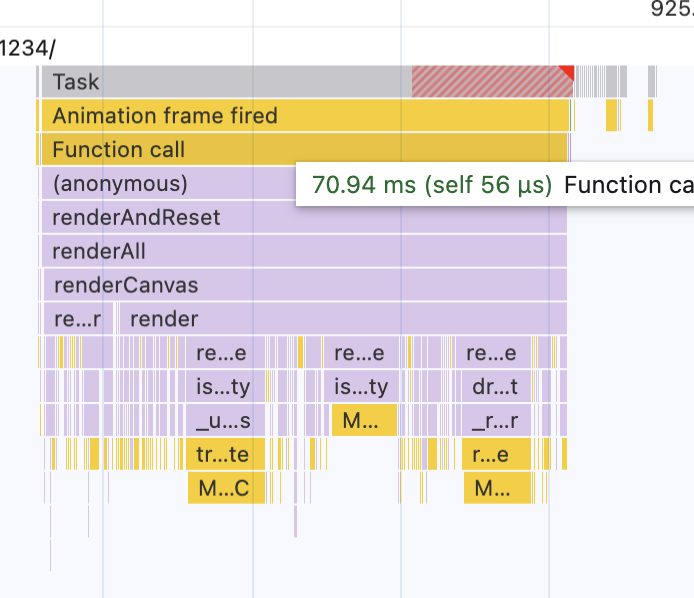 925.
1234/
Task
Animation frame fired
Function call
(anonymous)
70.94 ms (self 56 μs) Function ca
renderAndReset
renderAll
renderCanvas
re...r render
re...e re...e re...e
is...ty is...ty dr...t
_u...s M... _r...r
tr...te r...e
M...C M...